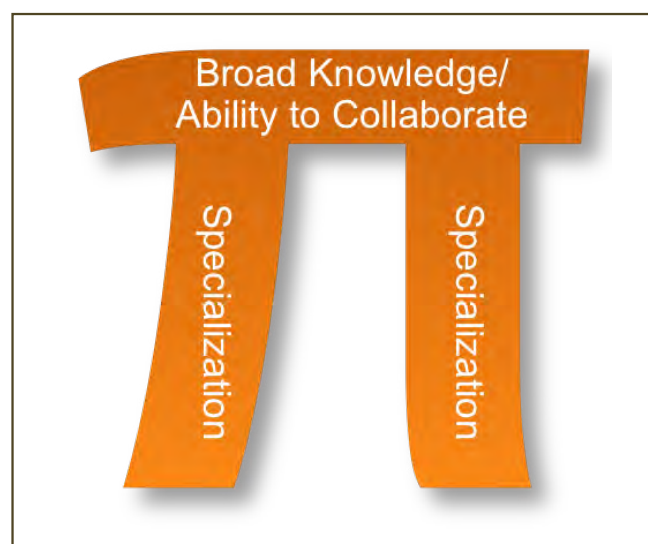 Broad Knowledge/
Ability to Collaborate
Specialization
Specialization